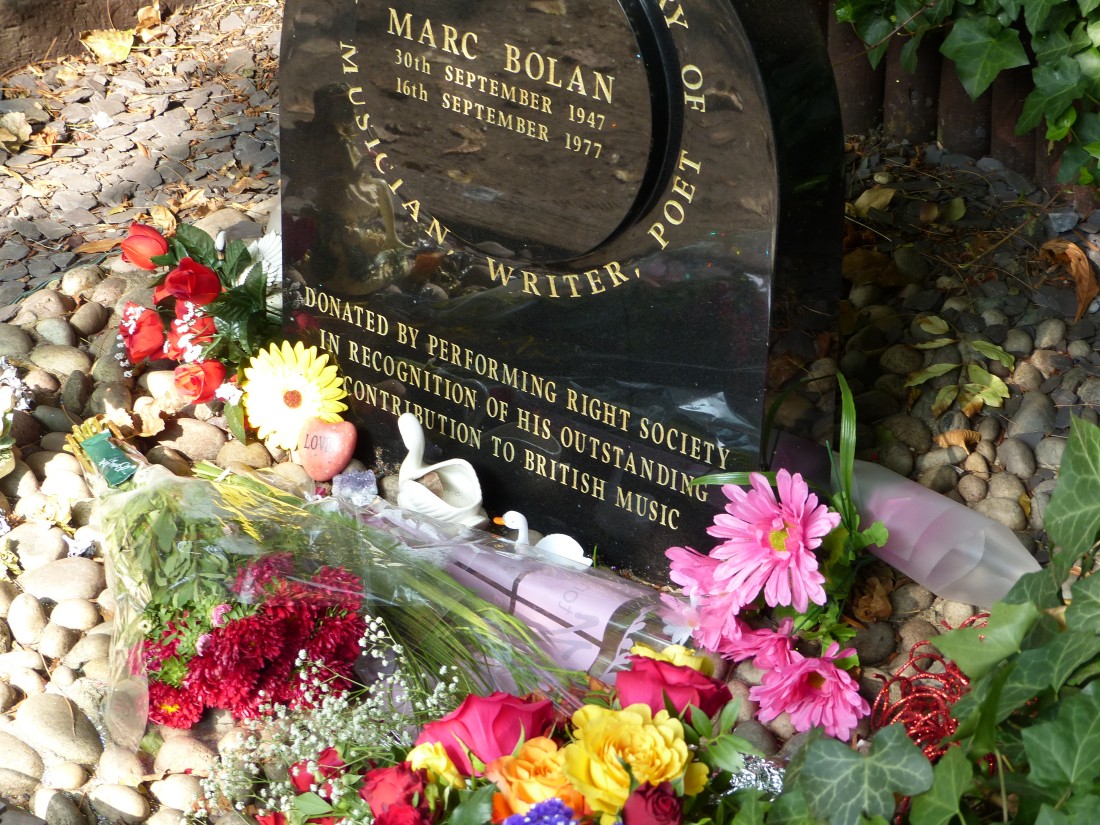 MARC BOLAN
30th SEPTEMBER 1947
16th SEPTEMBER 1977
MUSICIAN, WRITER, POET
RY OF
DONATED BY PERFORMING RIGHT SOCIETY
IN RECOGNITION OF HIS OUTSTANDING
CONTRIBUTION TO BRITISH MUSIC
LOVE